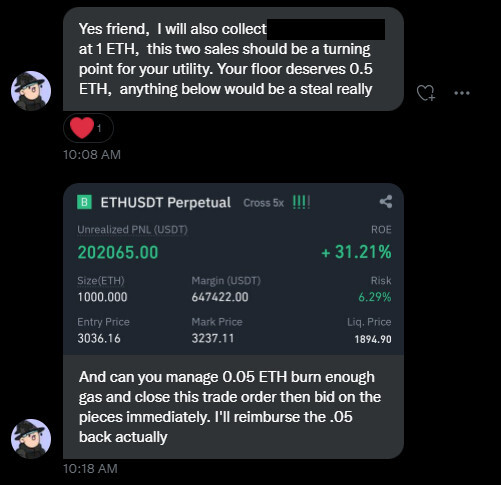 Yes friend, I will also collect
at 1 ETH, this two sales should be a turning
point for your utility. Your floor deserves 0.5
ETH, anything below would be a steal really
1
10:08 AM
B ETHUSDT Perpetual Cross 5x !!!!
Unrealized PNL (USDT) ROE
202065.00 + 31.21%
Size(ETH) Margin (USDT) Risk
1000.000 647422.00 6.29%
Entry Price Mark Price Liq. Price
3036.16 3237.11 1894.90
And can you manage 0.05 ETH burn enough
gas and close this trade order then bid on the
pieces immediately. I'll reimburse the .05
back actually
10:18 AM